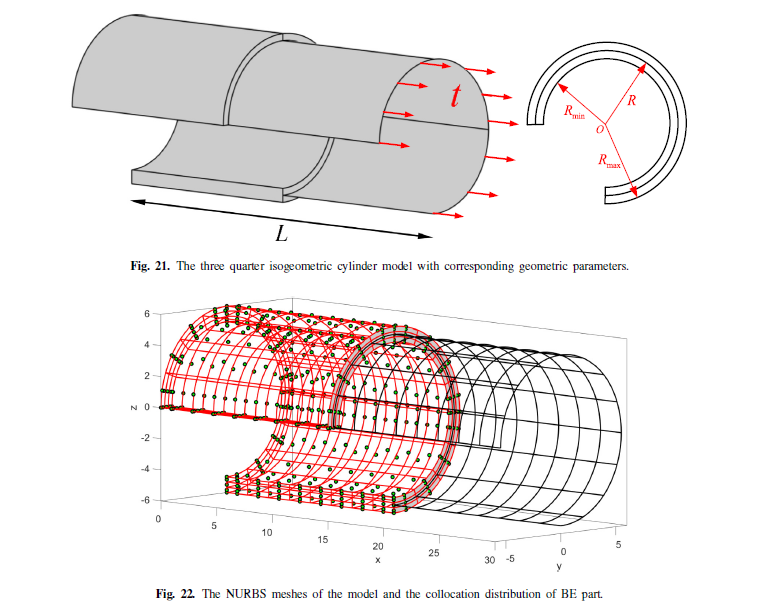 t
R
R_min
O
R_max
L
Fig. 21. The three quarter isogeometric cylinder model with corresponding geometric parameters.
6
4
2
0
z
-2
-4
-6
0
5
10
15
20
25
30
x
-5
0
5
y
Fig. 22. The NURBS meshes of the model and the collocation distribution of BE part.